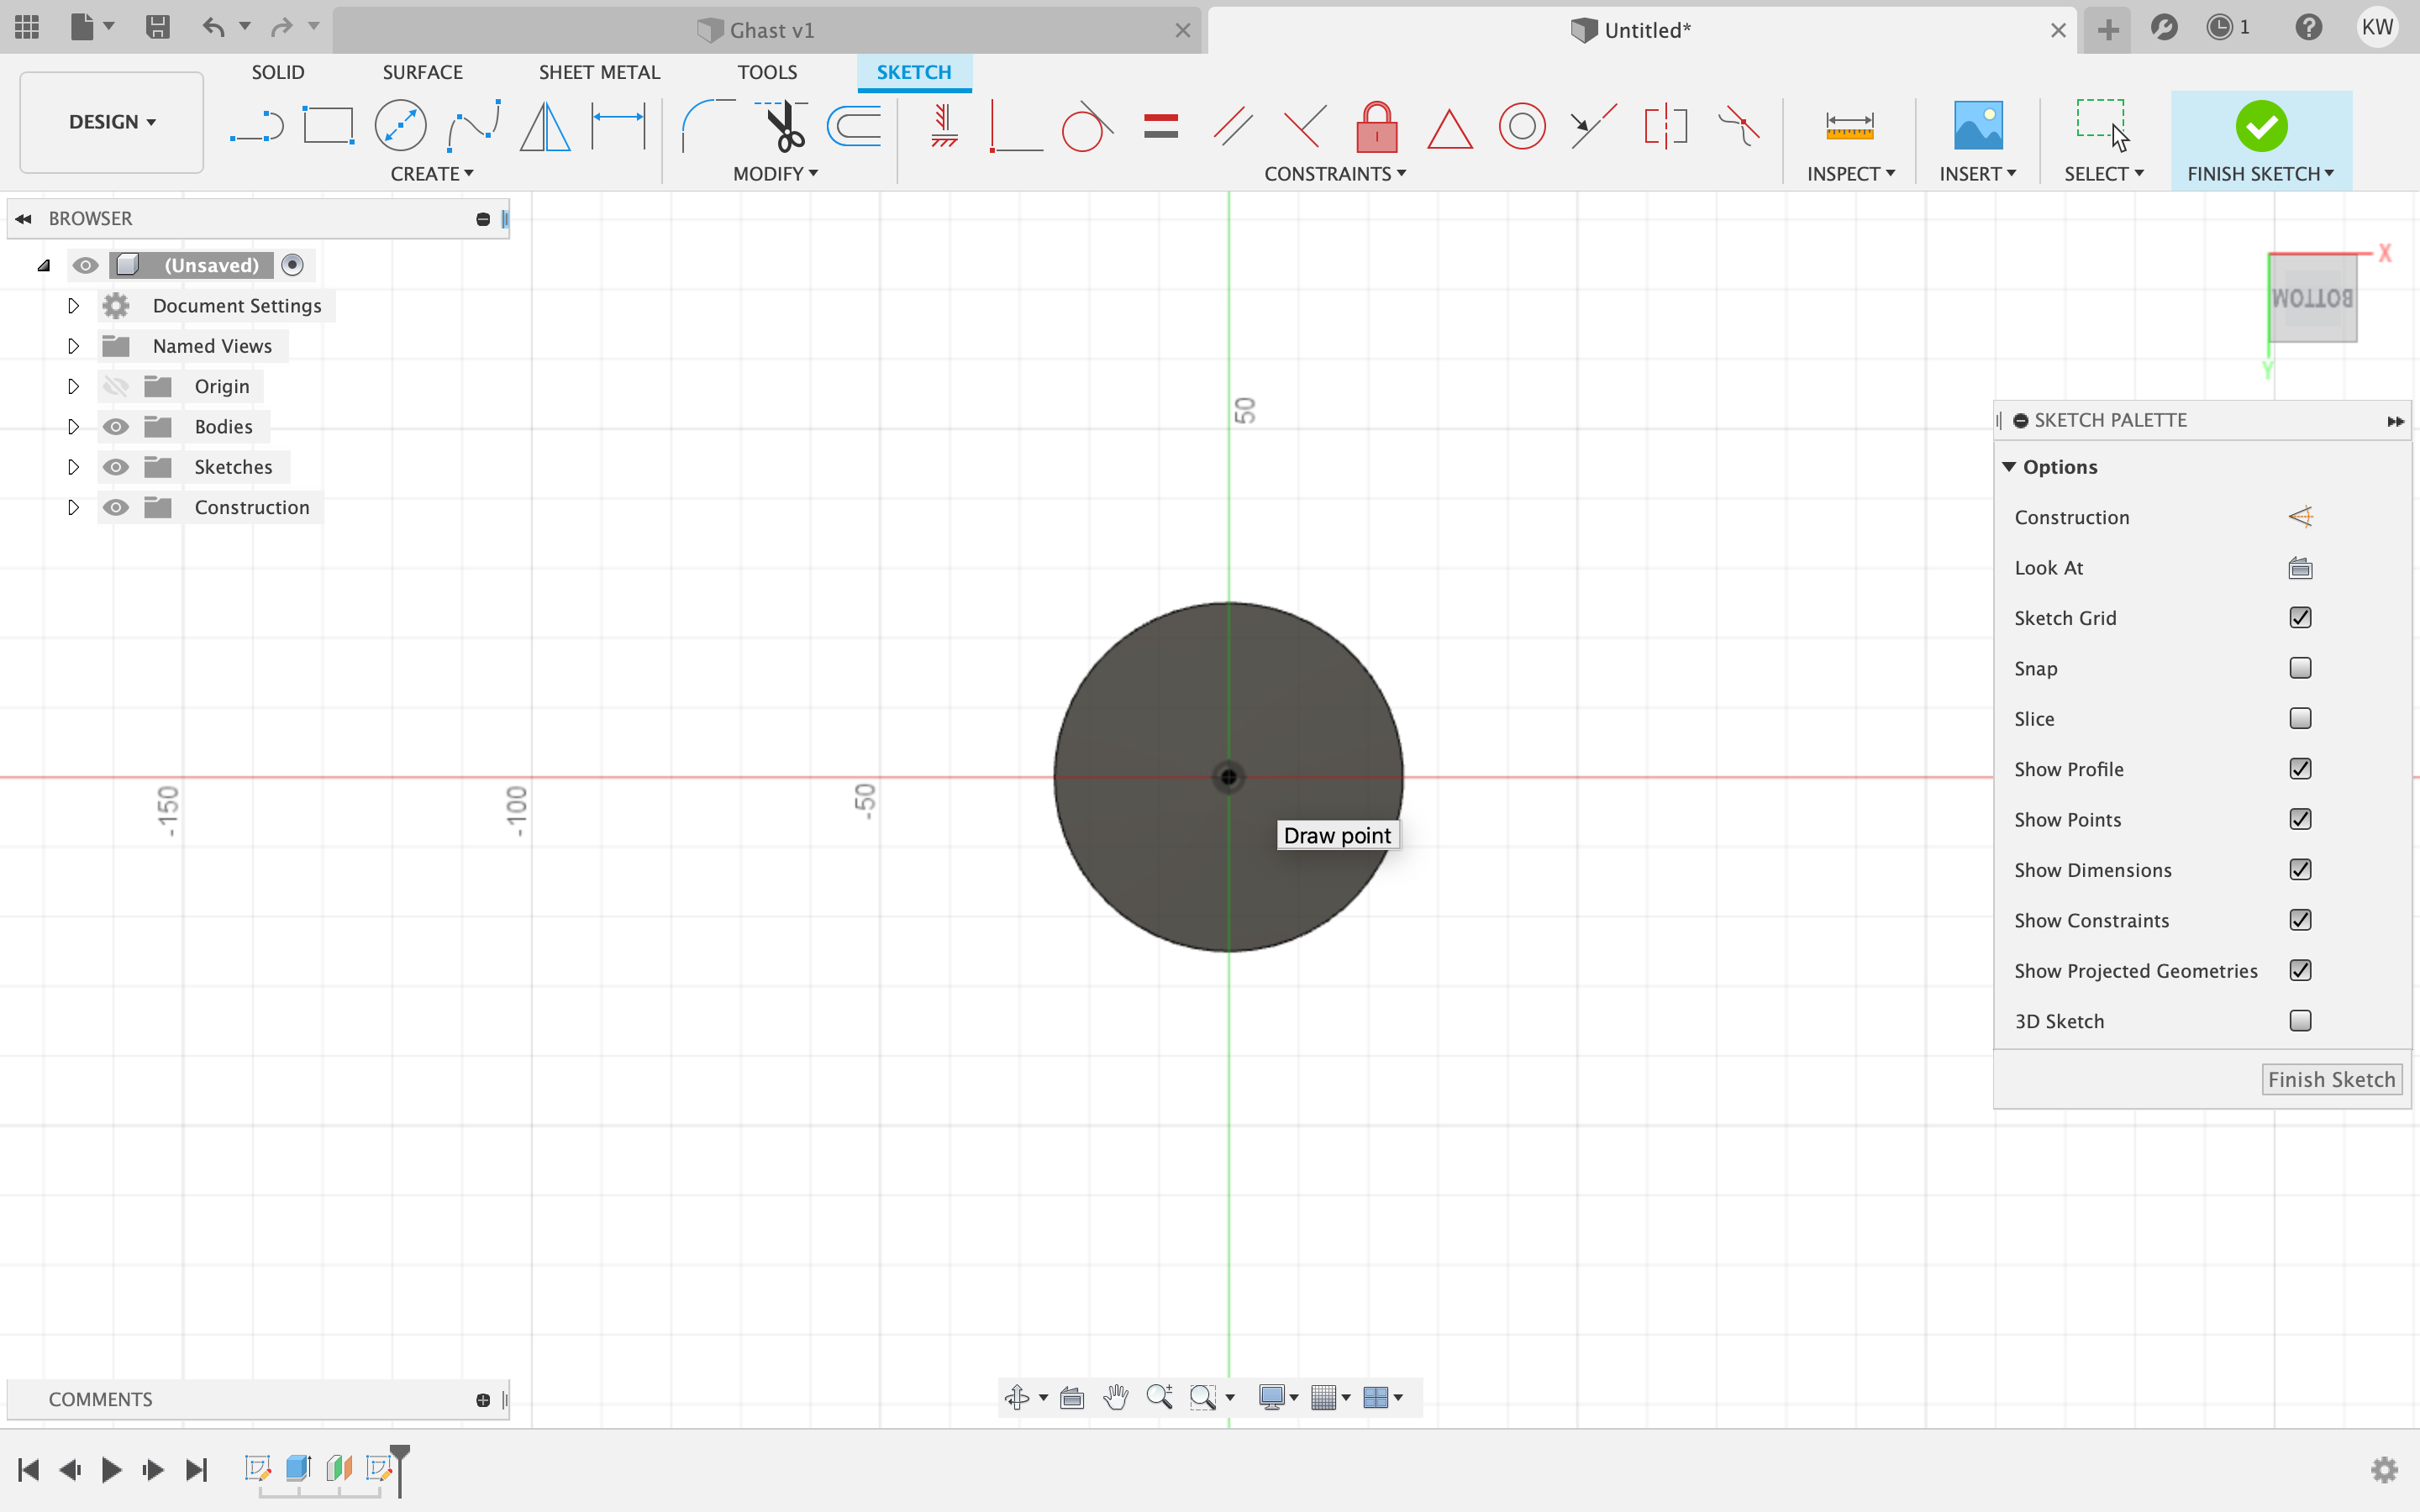 Ghast v1
Untitled*
1
KW
DESIGN
SOLID
SURFACE
SHEET METAL
TOOLS
SKETCH
CREATE
MODIFY
CONSTRAINTS
INSPECT
INSERT
SELECT
FINISH SKETCH
BROWSER
(Unsaved)
Document Settings
Named Views
Origin
Bodies
Sketches
Construction
X
BOTTOM
Y
50
-150
-100
-50
Draw point
SKETCH PALETTE
Options
Construction
Look At
Sketch Grid
Snap
Slice
Show Profile
Show Points
Show Dimensions
Show Constraints
Show Projected Geometries
3D Sketch
Finish Sketch
COMMENTS